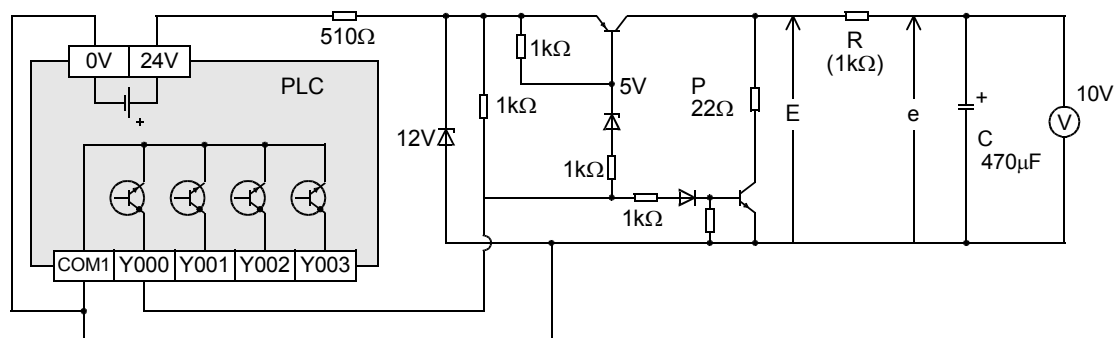 510Ω
0V
24V
PLC
1kΩ
5V
P
22Ω
1kΩ
R
(1kΩ)
E
e
10V
V
C
470μF
+
+
12V
1kΩ
1kΩ
COM1
Y000
Y001
Y002
Y003